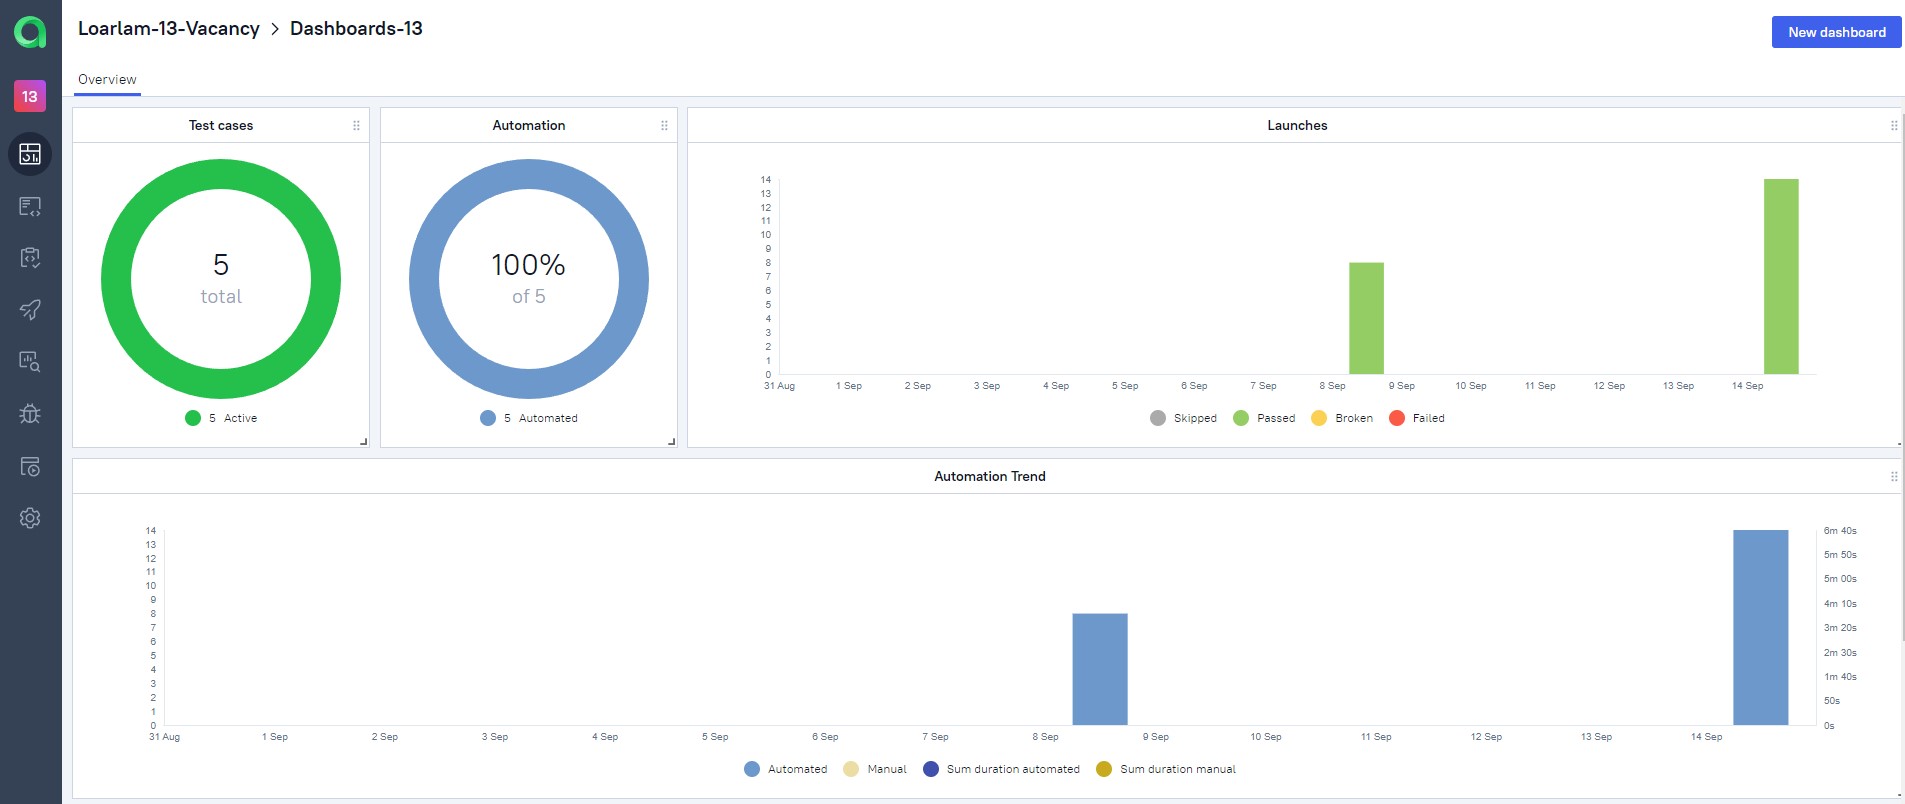 Loarlam-13-Vacancy > Dashboards-13
New dashboard
13
Overview
Test cases
5
total
5 Active
Automation
100%
of 5
5 Automated
Launches
14
13
12
11
10
9
8
7
6
5
4
3
2
1
0
31 Aug 1 Sep 2 Sep 3 Sep 4 Sep 5 Sep 6 Sep 7 Sep 8 Sep 9 Sep 10 Sep 11 Sep 12 Sep 13 Sep 14 Sep
Skipped Passed Broken Failed
Automation Trend
14
13
12
11
10
9
8
7
6
5
4
3
2
1
0
6m 40s
5m 50s
5m 00s
4m 10s
3m 20s
2m 30s
1m 40s
50s
0s
31 Aug 1 Sep 2 Sep 3 Sep 4 Sep 5 Sep 6 Sep 7 Sep 8 Sep 9 Sep 10 Sep 11 Sep 12 Sep 13 Sep 14 Sep
Automated Manual Sum duration automated Sum duration manual